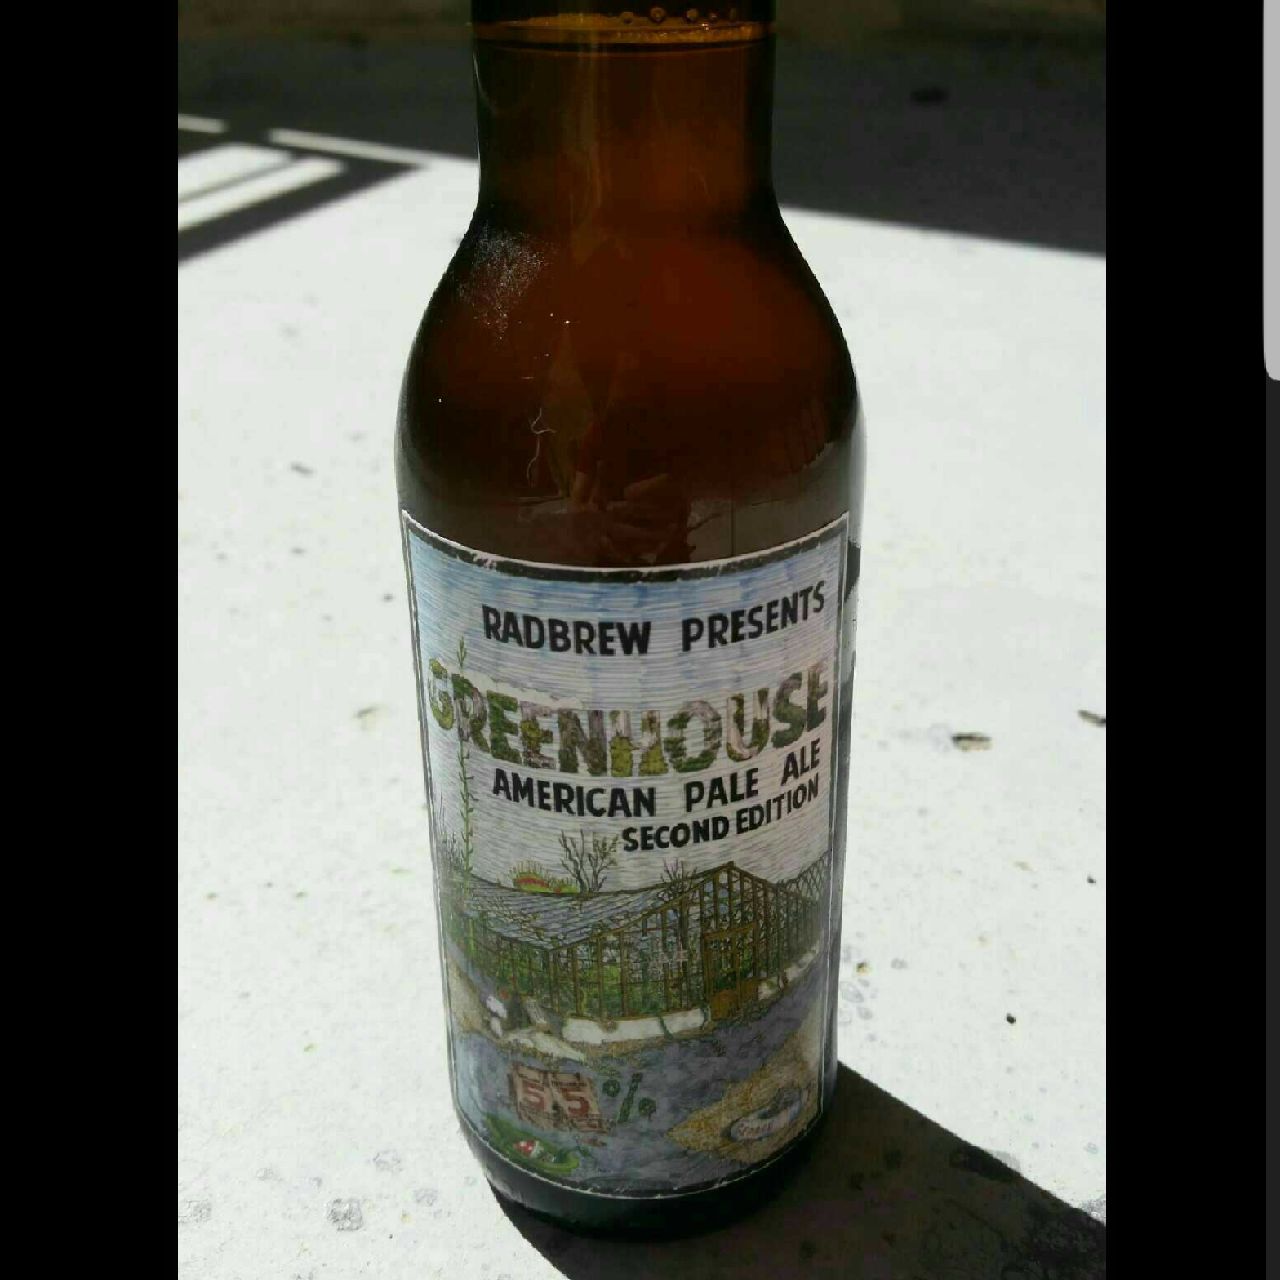 RADBREW PRESENTS
GREENHOUSE
AMERICAN PALE ALE
SECOND EDITION
5.5%